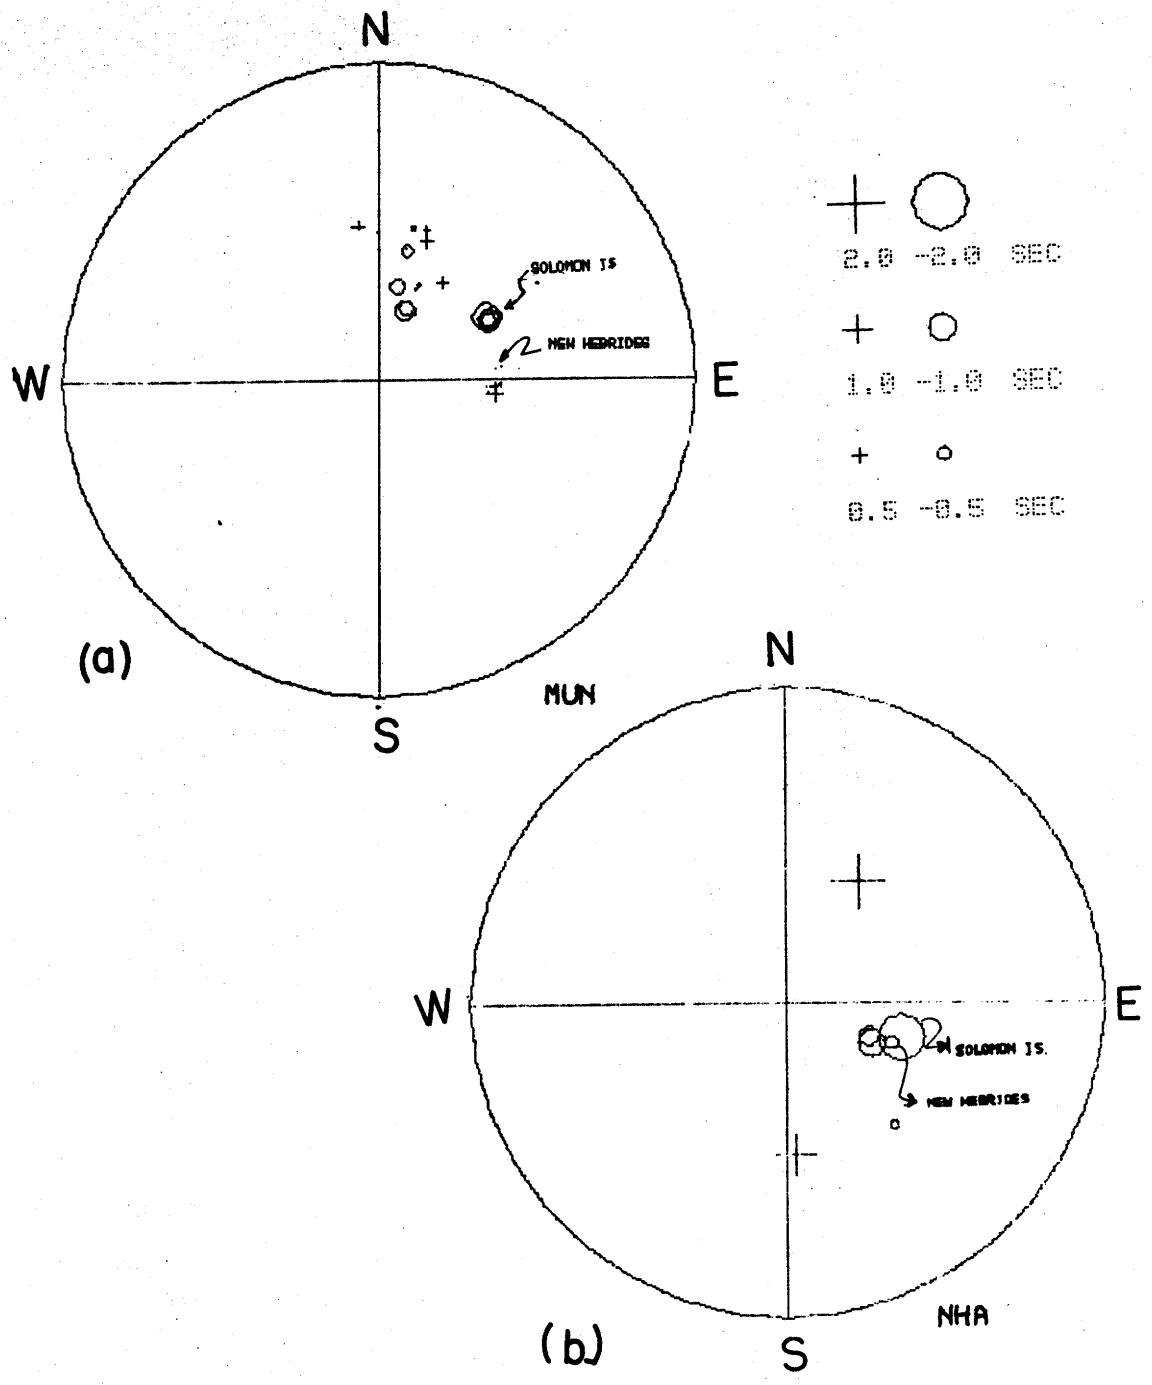 N
SOLOMON IS
NEW HEBRIDES
W
E
S
(a)
MUN
2.0 -2.0 SEC
1.0 -1.0 SEC
0.5 -0.5 SEC
N
W
E
SOLOMON IS.
NEW HEBRIDES
S
(b)
NHA